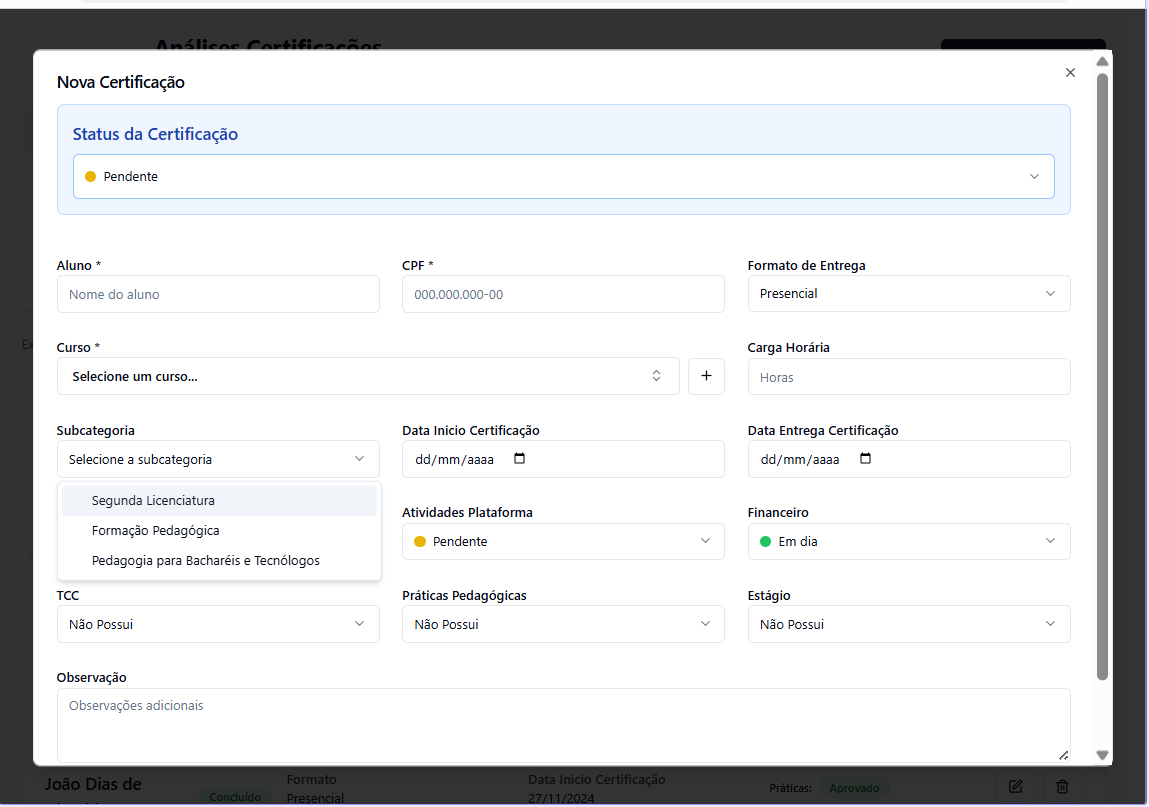 Análises Certificações
Nova Certificação
Status da Certificação
Pendente
Aluno *
CPF *
Formato de Entrega
Nome do aluno
000.000.000-00
Presencial
Curso *
Carga Horária
Selecione um curso...
+
Horas
Subcategoria
Data Inicio Certificação
Data Entrega Certificação
Selecione a subcategoria
dd/mm/aaaa
dd/mm/aaaa
Segunda Licenciatura
Formação Pedagógica
Pedagogia para Bacharéis e Tecnólogos
Atividades Plataforma
Financeiro
Pendente
Em dia
TCC
Práticas Pedagógicas
Estágio
Não Possui
Não Possui
Não Possui
Observação
Observações adicionais
João Dias de
Concluído
Formato
Presencial
Data Início Certificação
27/11/2024
Práticas:
Aprovado